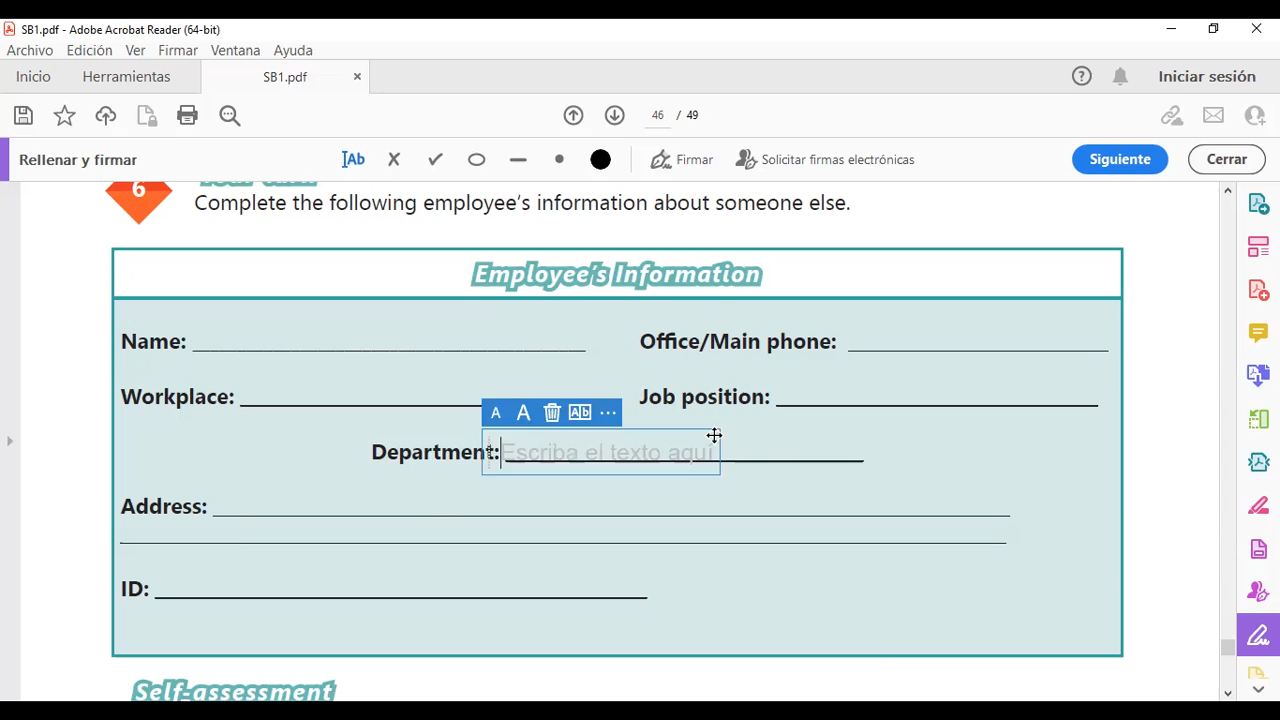 SB1.pdf - Adobe Acrobat Reader (64-bit)
Archivo Edición Ver Firmar Ventana Ayuda
Inicio Herramientas SB1.pdf × Iniciar sesión
46 / 49
Rellenar y firmar Ab Firmar Solicitar firmas electrónicas Siguiente Cerrar
6
Complete the following employee's information about someone else.
Employee's Information
Name: Office/Main phone:
Workplace: Job position:
A A Ab ...
Department: Escriba el texto aquí
Address:
ID:
Self-assessment